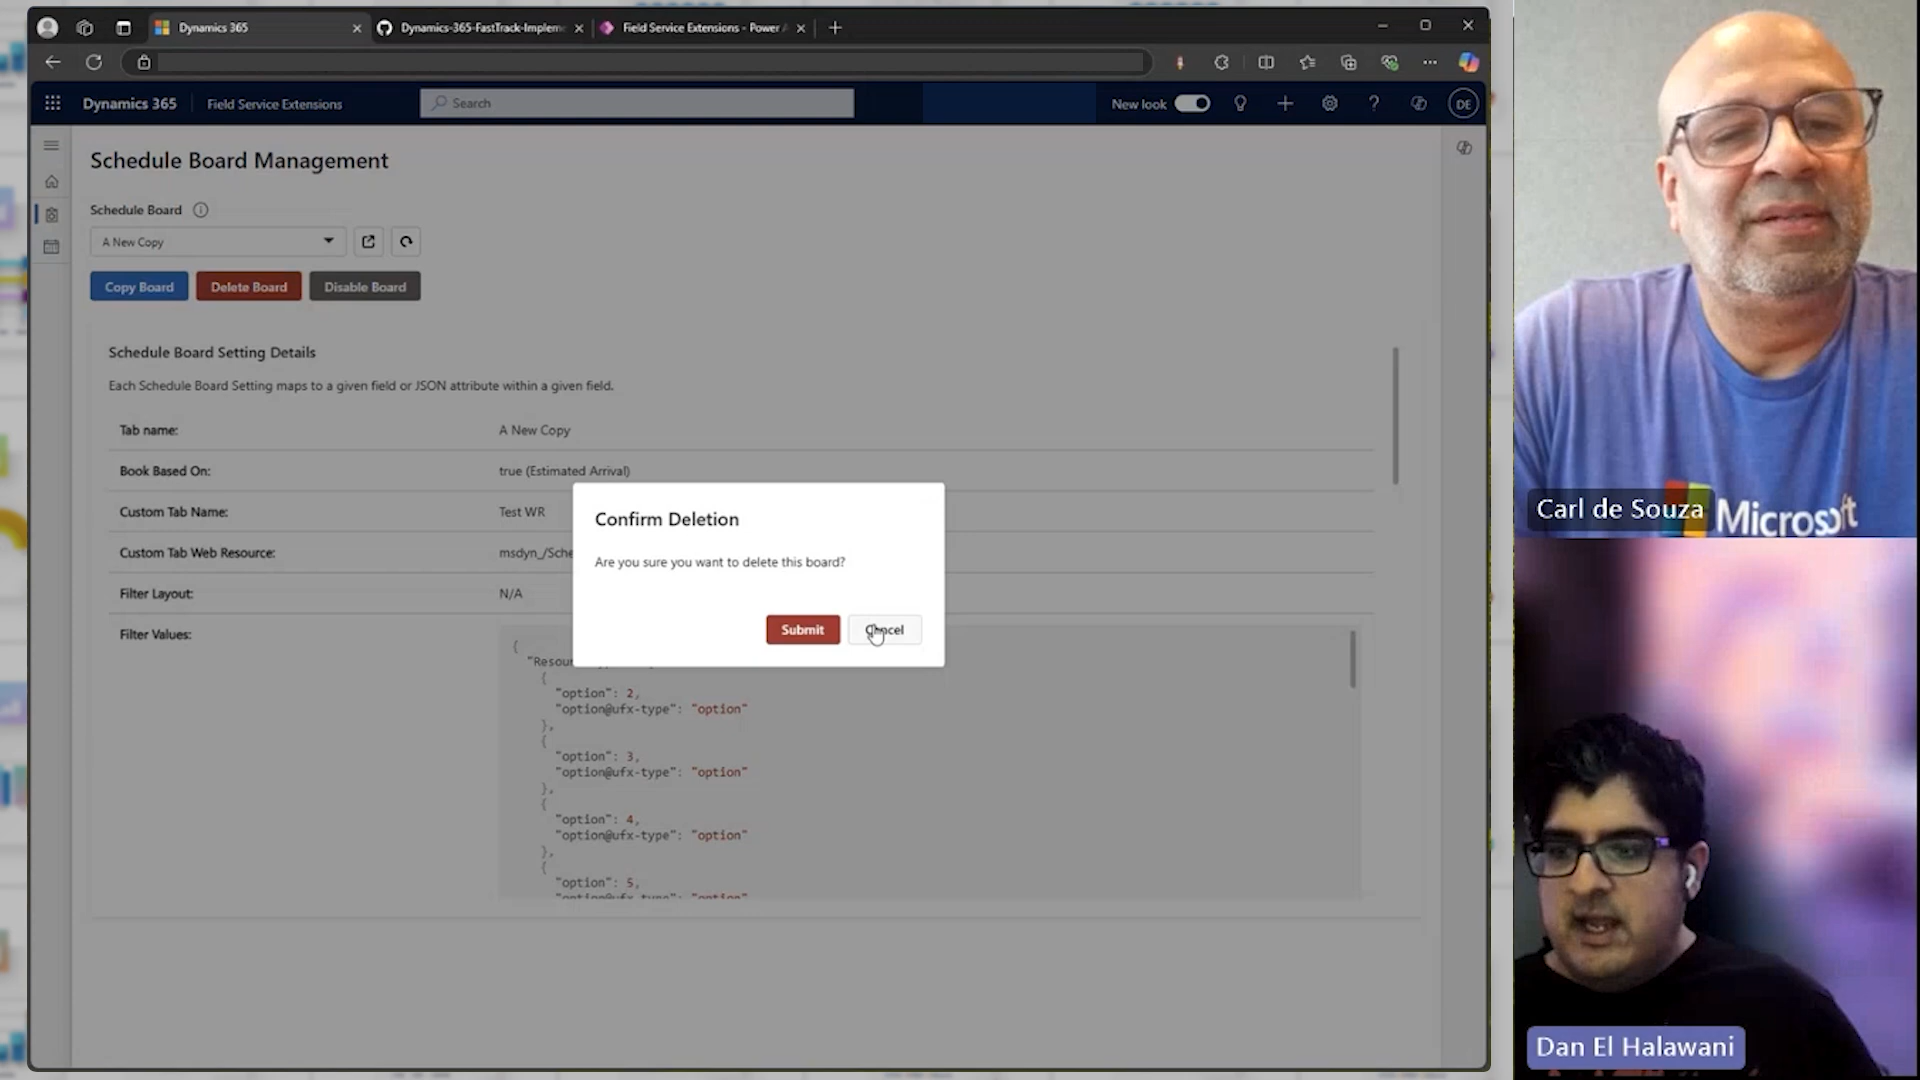 Dynamics 365
Dynamics-365-FastTrack-Implem
Field Service Extensions - Power
Dynamics 365
Field Service Extensions
Search
New look
DE
Schedule Board Management
Schedule Board
A New Copy
Copy Board
Delete Board
Disable Board
Schedule Board Setting Details
Each Schedule Board Setting maps to a given field or JSON attribute within a given field.
Tab name:
A New Copy
Book Based On:
true (Estimated Arrival)
Custom Tab Name:
Test WR
Custom Tab Web Resource:
msdyn_/Sche
Filter Layout:
N/A
Filter Values:
{
"Resour
{
"option": 2,
"option@ufx-type": "option"
},
{
"option": 3,
"option@ufx-type": "option"
},
{
"option": 4,
"option@ufx-type": "option"
},
{
"option": 5,
"option@ufx-type": "option"
Confirm Deletion
Are you sure you want to delete this board?
Submit
Cancel
Carl de Souza
Microsoft
Dan El Halawani